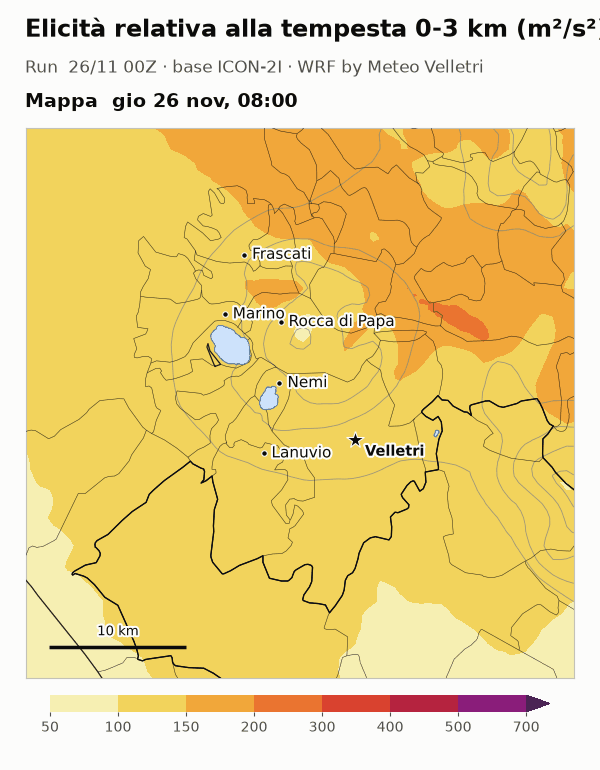 Elicità relativa alla tempesta 0-3 km (m²/s²)
Run  26/11 00Z · base ICON-2I · WRF by Meteo Velletri
Mappa  gio 26 nov, 08:00
Frascati
Marino
Rocca di Papa
Nemi
Velletri
Lanuvio
10 km
50 100 150 200 300 400 500 700